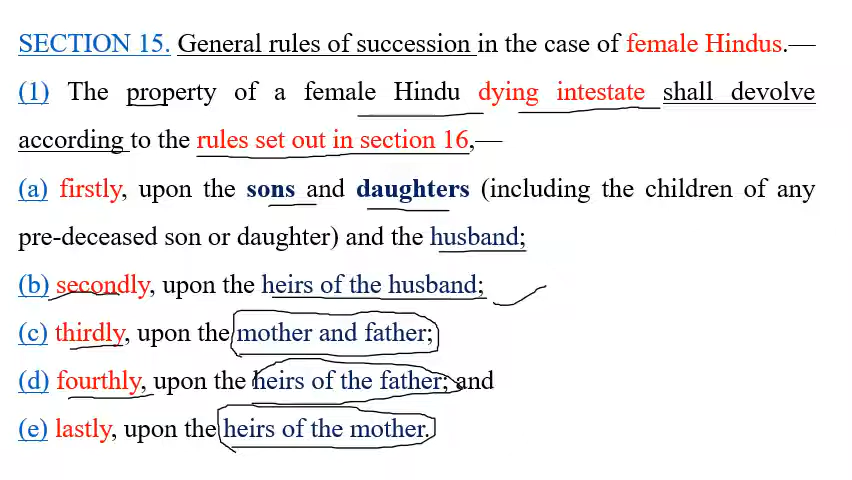 SECTION 15. General rules of succession in the case of female Hindus.—
(1) The property of a female Hindu dying intestate shall devolve
according to the rules set out in section 16,—
(a) firstly, upon the sons and daughters (including the children of any
pre-deceased son or daughter) and the husband;
(b) secondly, upon the heirs of the husband;
(c) thirdly, upon the mother and father;
(d) fourthly, upon the heirs of the father; and
(e) lastly, upon the heirs of the mother.